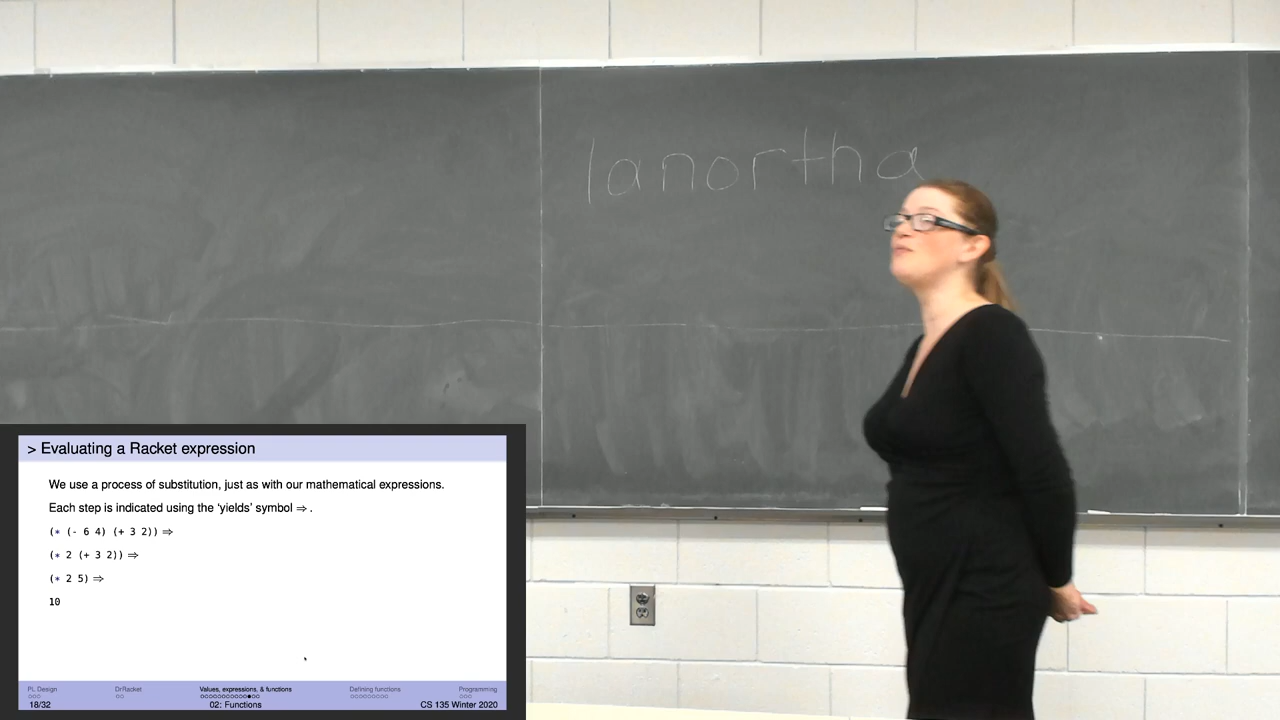 lanortha
> Evaluating a Racket expression
We use a process of substitution, just as with our mathematical expressions.
Each step is indicated using the ‘yields’ symbol ⇒ .
(* (- 6 4) (+ 3 2)) ⇒
(* 2 (+ 3 2)) ⇒
(* 2 5) ⇒
10
PL Design DrRacket Values, expressions, & functions Defining functions Programming
18/32 02: Functions CS 135 Winter 2020